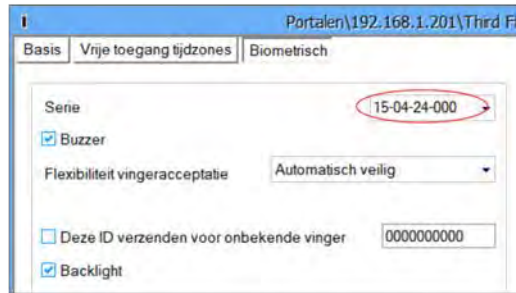 Portalen\192.168.1.201\Third Fi
Basis Vrije toegang tijdzones Biometrisch
Serie 15-04-24-000
Buzzer
Flexibiliteit vingeracceptatie Automatisch veilig
Deze ID verzenden voor onbekende vinger 0000000000
Backlight